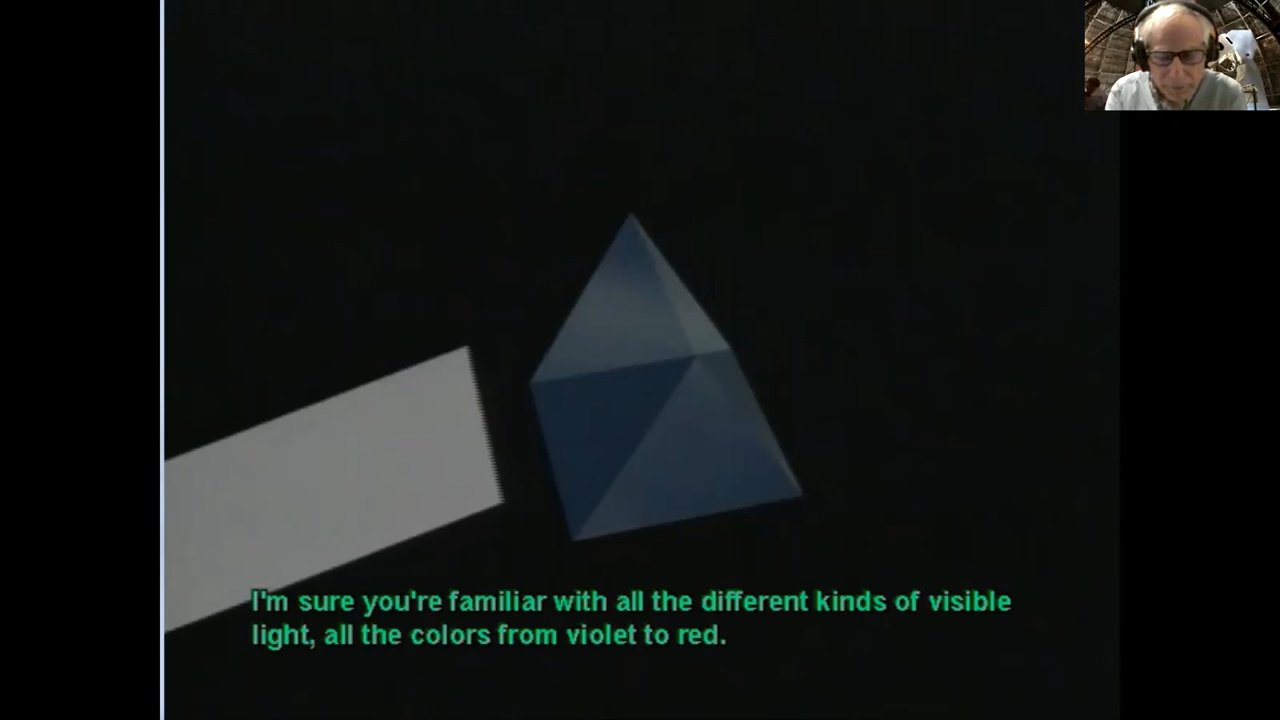 I'm sure you're familiar with all the different kinds of visible
light, all the colors from violet to red.